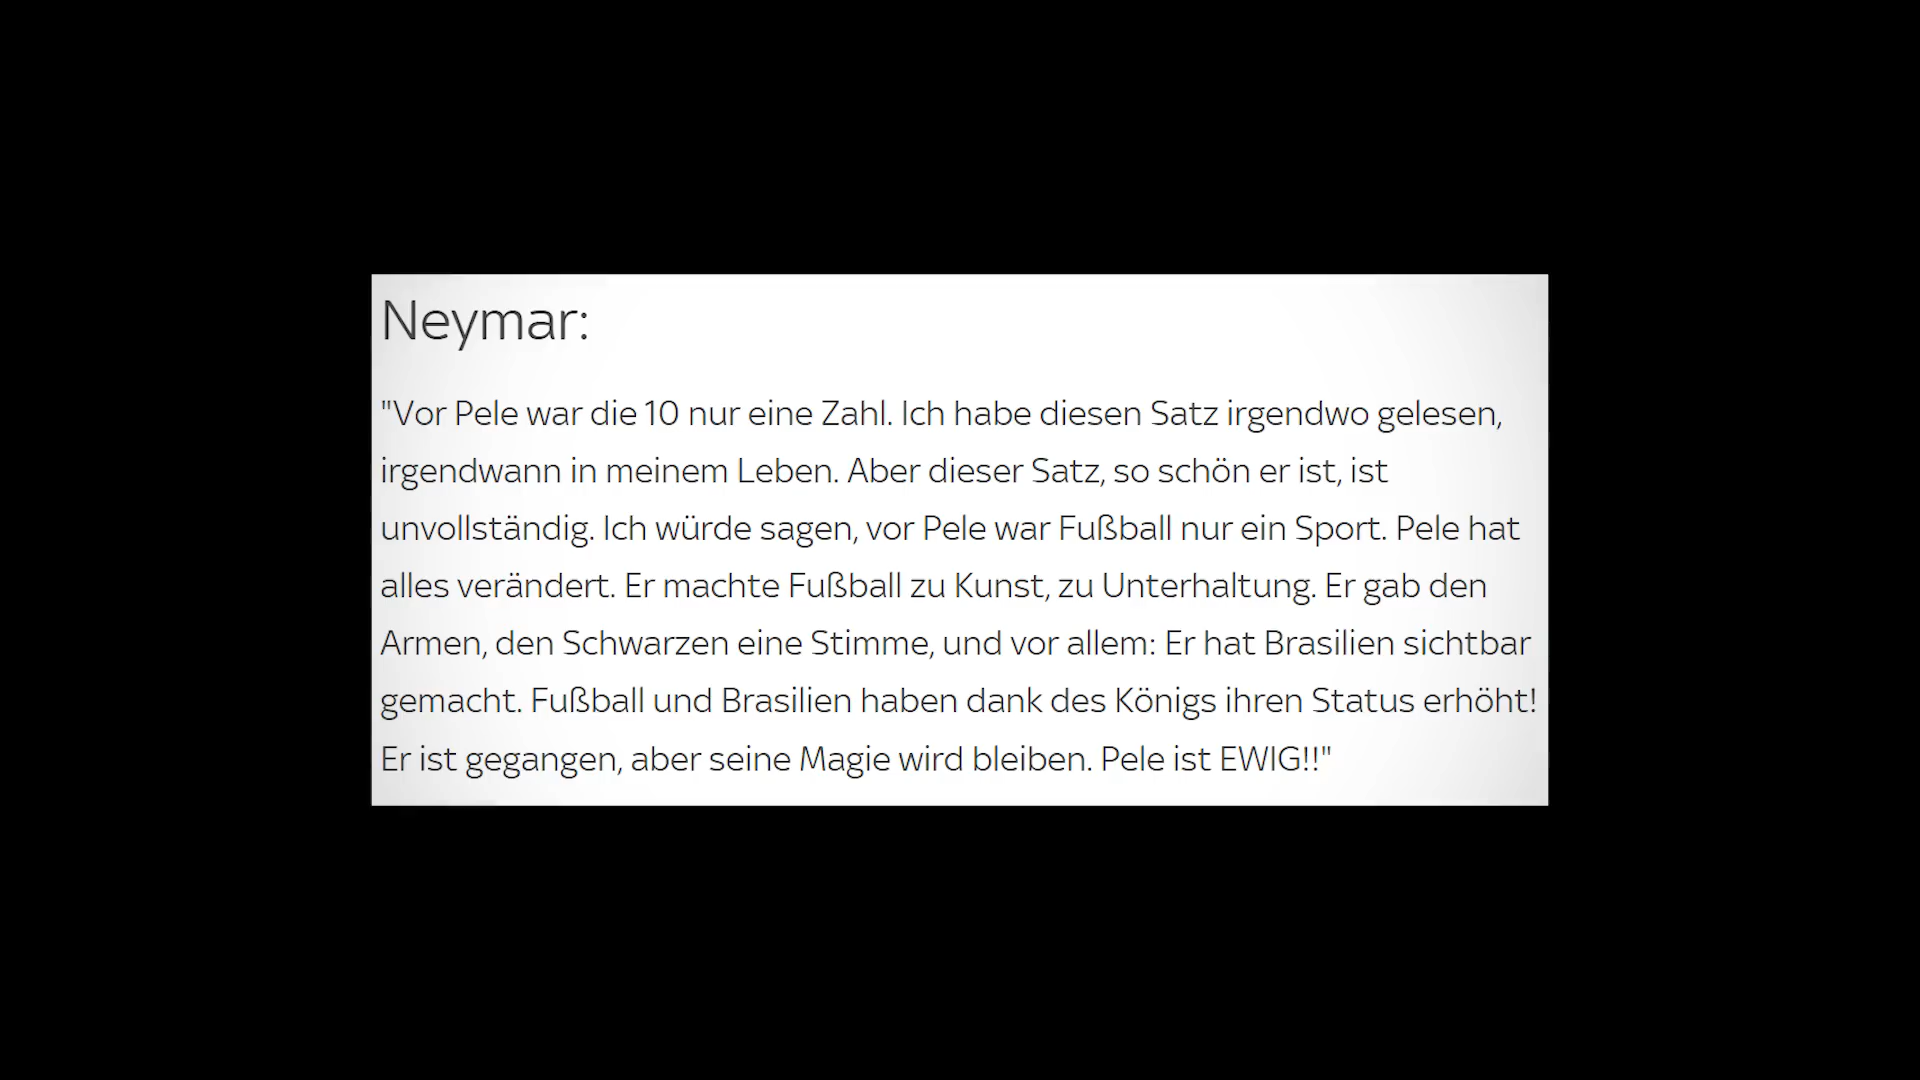 Neymar:
"Vor Pele war die 10 nur eine Zahl. Ich habe diesen Satz irgendwo gelesen,
irgendwann in meinem Leben. Aber dieser Satz, so schön er ist, ist
unvollständig. Ich würde sagen, vor Pele war Fußball nur ein Sport. Pele hat
alles verändert. Er machte Fußball zu Kunst, zu Unterhaltung. Er gab den
Armen, den Schwarzen eine Stimme, und vor allem: Er hat Brasilien sichtbar
gemacht. Fußball und Brasilien haben dank des Königs ihren Status erhöht!
Er ist gegangen, aber seine Magie wird bleiben. Pele ist EWIG!!"